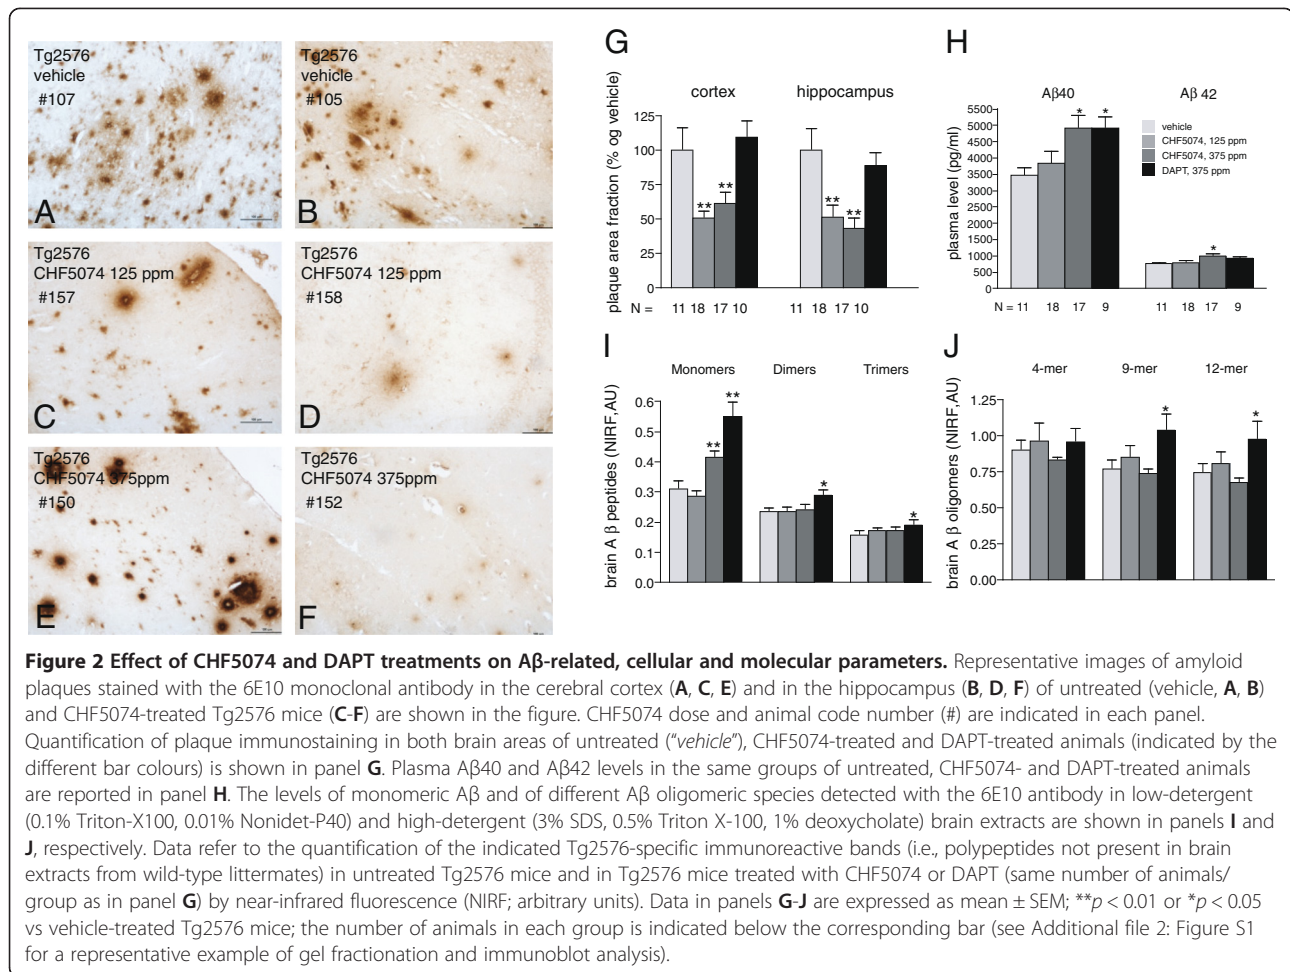 Tg2576
vehicle
#107
A
Tg2576
vehicle
#105
B
Tg2576
CHF5074 125 ppm
#157
C
Tg2576
CHF5074 125 ppm
#158
D
Tg2576
CHF5074 375ppm
#150
E
Tg2576
CHF5074 375ppm
#152
F
G
cortex hippocampus
plaque area fraction (% og vehicle)
125
100
75
50
25
0
** ** ** **
N = 11 18 17 10 11 18 17 10
H
Aβ40 Aβ 42
plasma level (pg/ml)
5500
5000
4500
4000
3500
3000
2500
2000
1500
1000
500
0
* * *
vehicle
CHF5074, 125 ppm
CHF5074, 375 ppm
DAPT, 375 ppm
N = 11 18 17 9 11 18 17 9
I
Monomers Dimers Trimers
brain A β peptides (NIRF,AU)
0.6
0.5
0.4
0.3
0.2
0.1
0.0
** ** * *
J
4-mer 9-mer 12-mer
brain A β oligomers (NIRF,AU)
1.25
1.00
0.75
0.50
0.25
0.00
* *
Figure 2 Effect of CHF5074 and DAPT treatments on Aβ-related, cellular and molecular parameters. Representative images of amyloid
plaques stained with the 6E10 monoclonal antibody in the cerebral cortex (A, C, E) and in the hippocampus (B, D, F) of untreated (vehicle, A, B)
and CHF5074-treated Tg2576 mice (C-F) are shown in the figure. CHF5074 dose and animal code number (#) are indicated in each panel.
Quantification of plaque immunostaining in both brain areas of untreated ("vehicle"), CHF5074-treated and DAPT-treated animals (indicated by the
different bar colours) is shown in panel G. Plasma Aβ40 and Aβ42 levels in the same groups of untreated, CHF5074- and DAPT-treated animals
are reported in panel H. The levels of monomeric Aβ and of different Aβ oligomeric species detected with the 6E10 antibody in low-detergent
(0.1% Triton-X100, 0.01% Nonidet-P40) and high-detergent (3% SDS, 0.5% Triton X-100, 1% deoxycholate) brain extracts are shown in panels I and
J, respectively. Data refer to the quantification of the indicated Tg2576-specific immunoreactive bands (i.e., polypeptides not present in brain
extracts from wild-type littermates) in untreated Tg2576 mice and in Tg2576 mice treated with CHF5074 or DAPT (same number of animals/
group as in panel G) by near-infrared fluorescence (NIRF; arbitrary units). Data in panels G-J are expressed as mean ± SEM; **p < 0.01 or *p < 0.05
vs vehicle-treated Tg2576 mice; the number of animals in each group is indicated below the corresponding bar (see Additional file 2: Figure S1
for a representative example of gel fractionation and immunoblot analysis).